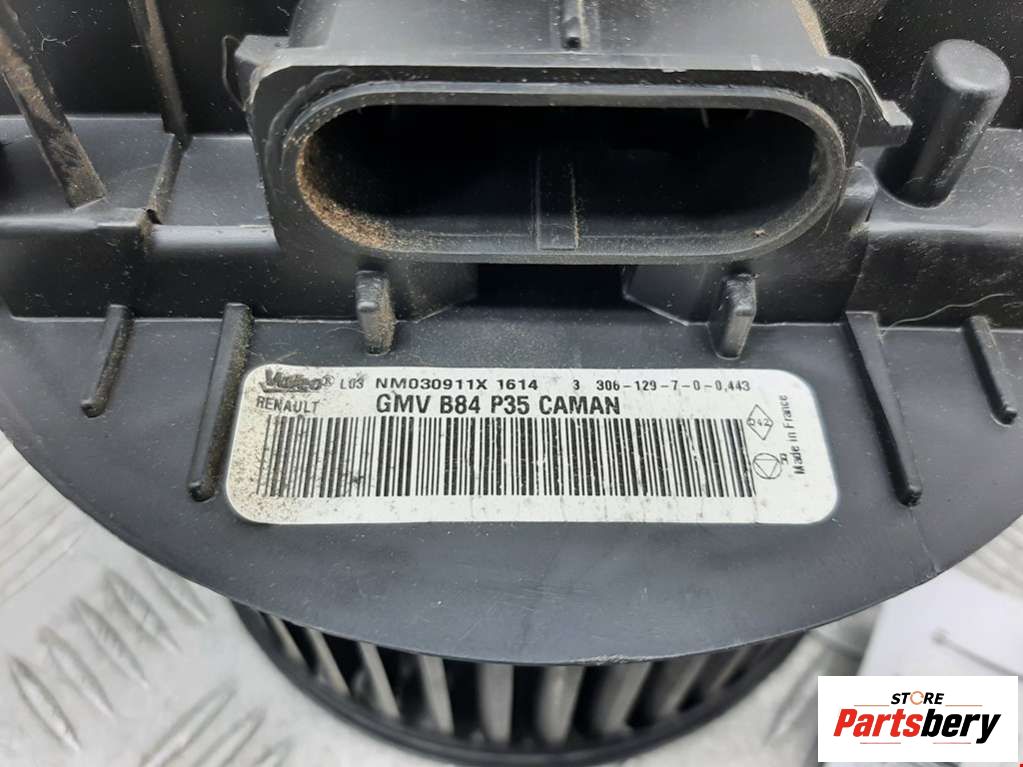 Valeo® L03 NM030911X 1614 3 306-129-7-0-0,443
RENAULT GMV B84 P35 CAMAN
D42
R
Made in France
STORE
Partsbery